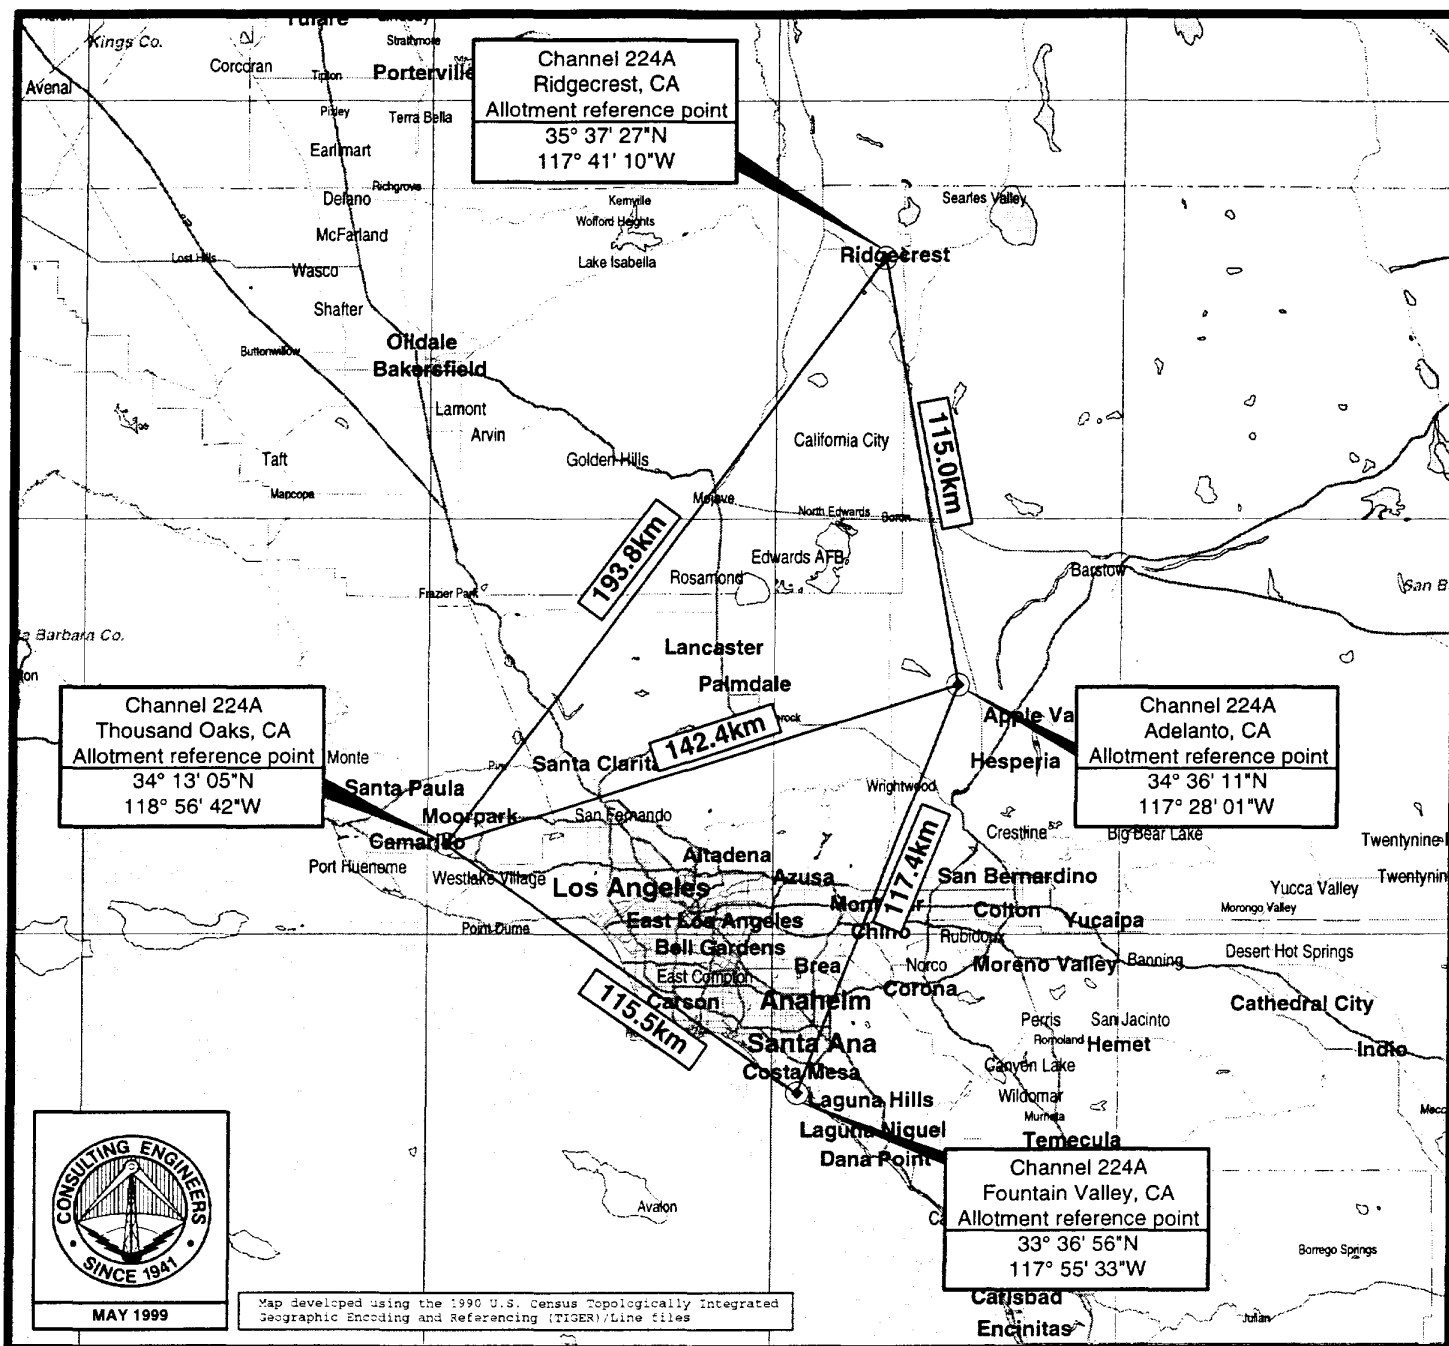 Tulare
Kings Co.
Strathmore
Corcoran
Tipton
Porterville
Avenal
Pixley
Terra Bella
Earlimart
Richgrove
Delano
McFarland
Kernville
Wofford Heights
Lake Isabella
Lost Hills
Wasco
Shafter
Searles Valley
Channel 224A
Ridgecrest, CA
Allotment reference point
35° 37' 27"N
117° 41' 10"W
Ridgecrest
Oildale
Buttonwillow
Bakersfield
Lamont
Arvin
California City
Taft
Golden Hills
Maricopa
Mojave
North Edwards
Boron
115.0km
193.8km
Edwards AFB
Rosamond
Barstow
Frazier Park
San B
a Barbara Co.
ton
Lancaster
Palmdale
rock
Channel 224A
Thousand Oaks, CA
Allotment reference point
34° 13' 05"N
118° 56' 42"W
142.4km
Apple Va
Channel 224A
Adelanto, CA
Allotment reference point
34° 36' 11"N
117° 28' 01"W
Monte
Santa Clarita
Hesperia
Santa Paula
Wrightwood
Moorpark
San Fernando
Camarillo
Crestline
Big Bear Lake
Twentynine
Port Hueneme
Westlake Village
Altadena
Azusa
117.4km
San Bernardino
Twentynin
Los Angeles
Yucca Valley
Morongo Valley
Colton
Yucaipa
East Los Angeles
Point Dume
Chino
Rubidoux
Bell Gardens
Brea
Norco
Moreno Valley
Banning
Desert Hot Springs
East Compton
Carson
Anaheim
Corona
Cathedral City
115.5km
Perris
San Jacinto
Santa Ana
Romoland
Hemet
Indio
Costa Mesa
Canyon Lake
Laguna Hills
Wildomar
Murrieta
Mecc
Laguna Niguel
Temecula
Dana Point
Channel 224A
Fountain Valley, CA
Allotment reference point
33° 36' 56"N
117° 55' 33"W
Avalon
Borrego Springs
Carlsbad
Encinitas
Julian
CONSULTING ENGINEERS
SINCE 1941
MAY 1999
Map developed using the 1990 U.S. Census Topologically Integrated
Geographic Encoding and Referencing (TIGER)/Line files